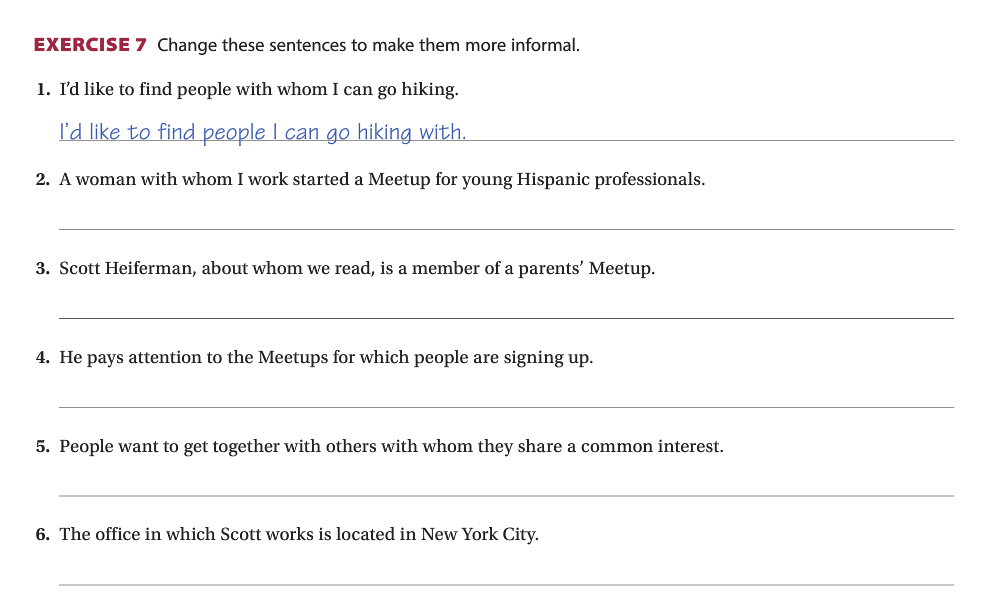 EXERCISE 7 Change these sentences to make them more informal.
1. I’d like to find people with whom I can go hiking.
I’d like to find people I can go hiking with.
2. A woman with whom I work started a Meetup for young Hispanic professionals.
3. Scott Heiferman, about whom we read, is a member of a parents’ Meetup.
4. He pays attention to the Meetups for which people are signing up.
5. People want to get together with others with whom they share a common interest.
6. The office in which Scott works is located in New York City.